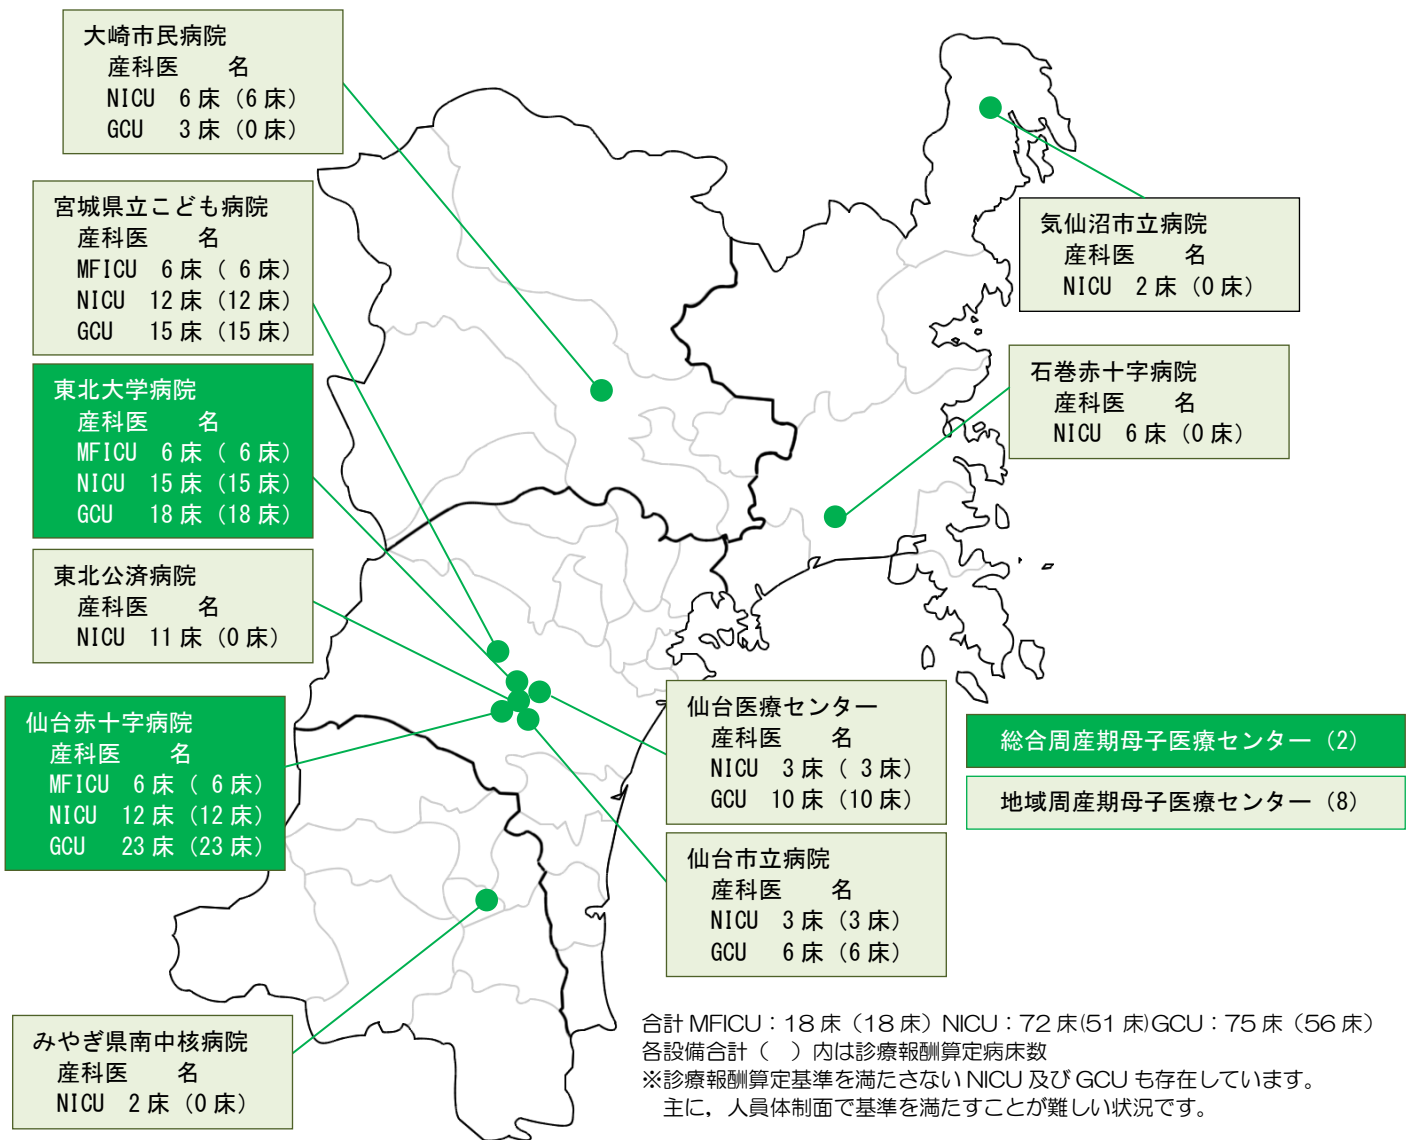 大崎市民病院
産科医　　名
NICU　6床（6床）
GCU　3床（0床）
宮城県立こども病院
産科医　　名
MFICU　6床（ 6床）
NICU　12床（12床）
GCU　15床（15床）
東北大学病院
産科医　　名
MFICU　6床（ 6床）
NICU　15床（15床）
GCU　18床（18床）
東北公済病院
産科医　　名
NICU　11床（0床）
仙台赤十字病院
産科医　　名
MFICU　6床（ 6床）
NICU　12床（12床）
GCU　23床（23床）
みやぎ県南中核病院
産科医　　名
NICU　2床（0床）
気仙沼市立病院
産科医　　名
NICU　2床（0床）
石巻赤十字病院
産科医　　名
NICU　6床（0床）
仙台医療センター
産科医　　名
NICU　3床（ 3床）
GCU　10床（10床）
仙台市立病院
産科医　　名
NICU　3床（3床）
GCU　6床（6床）
総合周産期母子医療センター（2）
地域周産期母子医療センター（8）
合計 MFICU：18床（18床）NICU：72床(51床)GCU：75床（56床）
各設備合計（　）内は診療報酬算定病床数
※診療報酬算定基準を満たさない NICU 及び GCU も存在しています。
主に，人員体制面で基準を満たすことが難しい状況です。